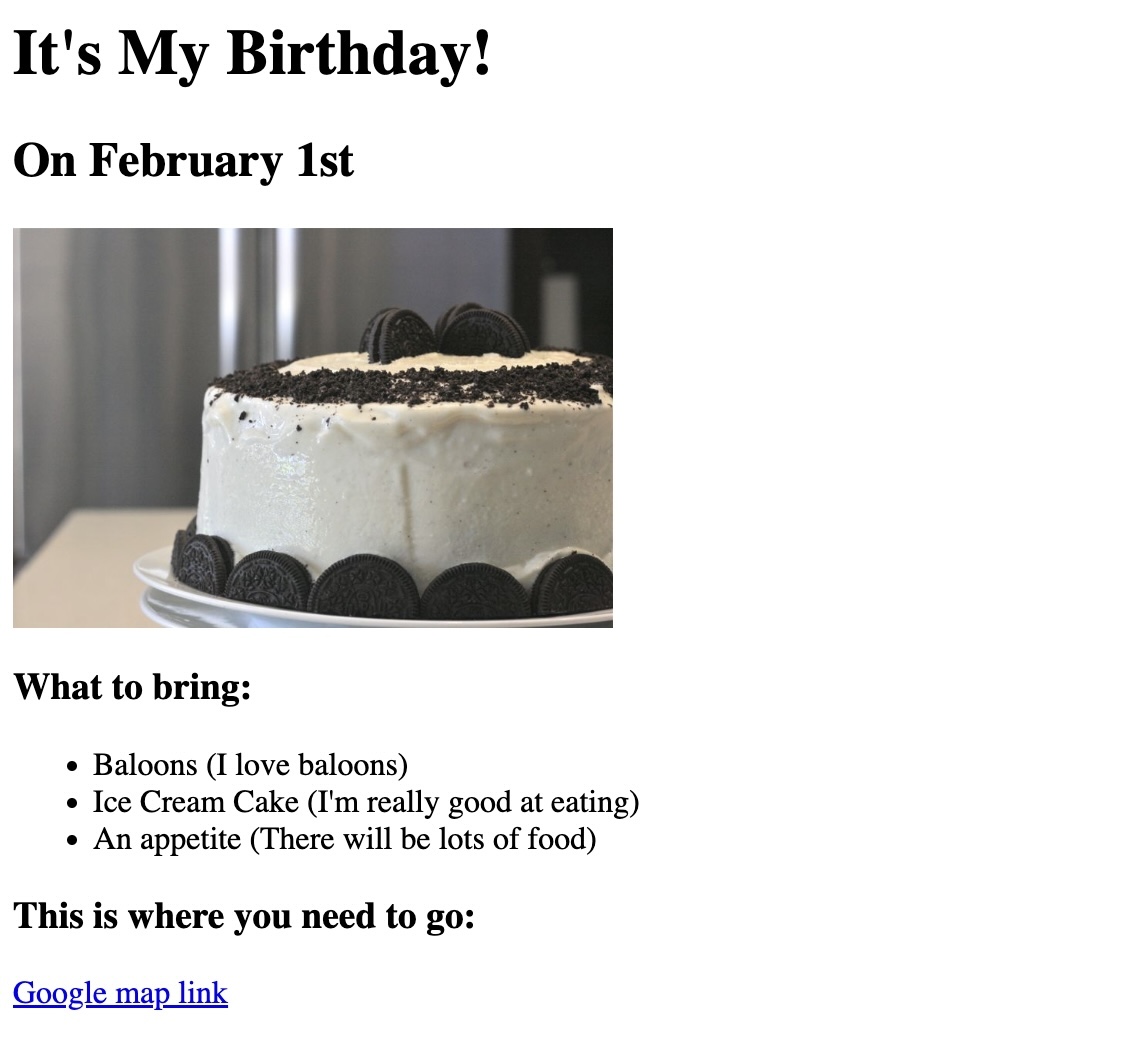 It's My Birthday!
On February 1st
What to bring:
Baloons (I love baloons)
Ice Cream Cake (I'm really good at eating)
An appetite (There will be lots of food)
This is where you need to go:
Google map link